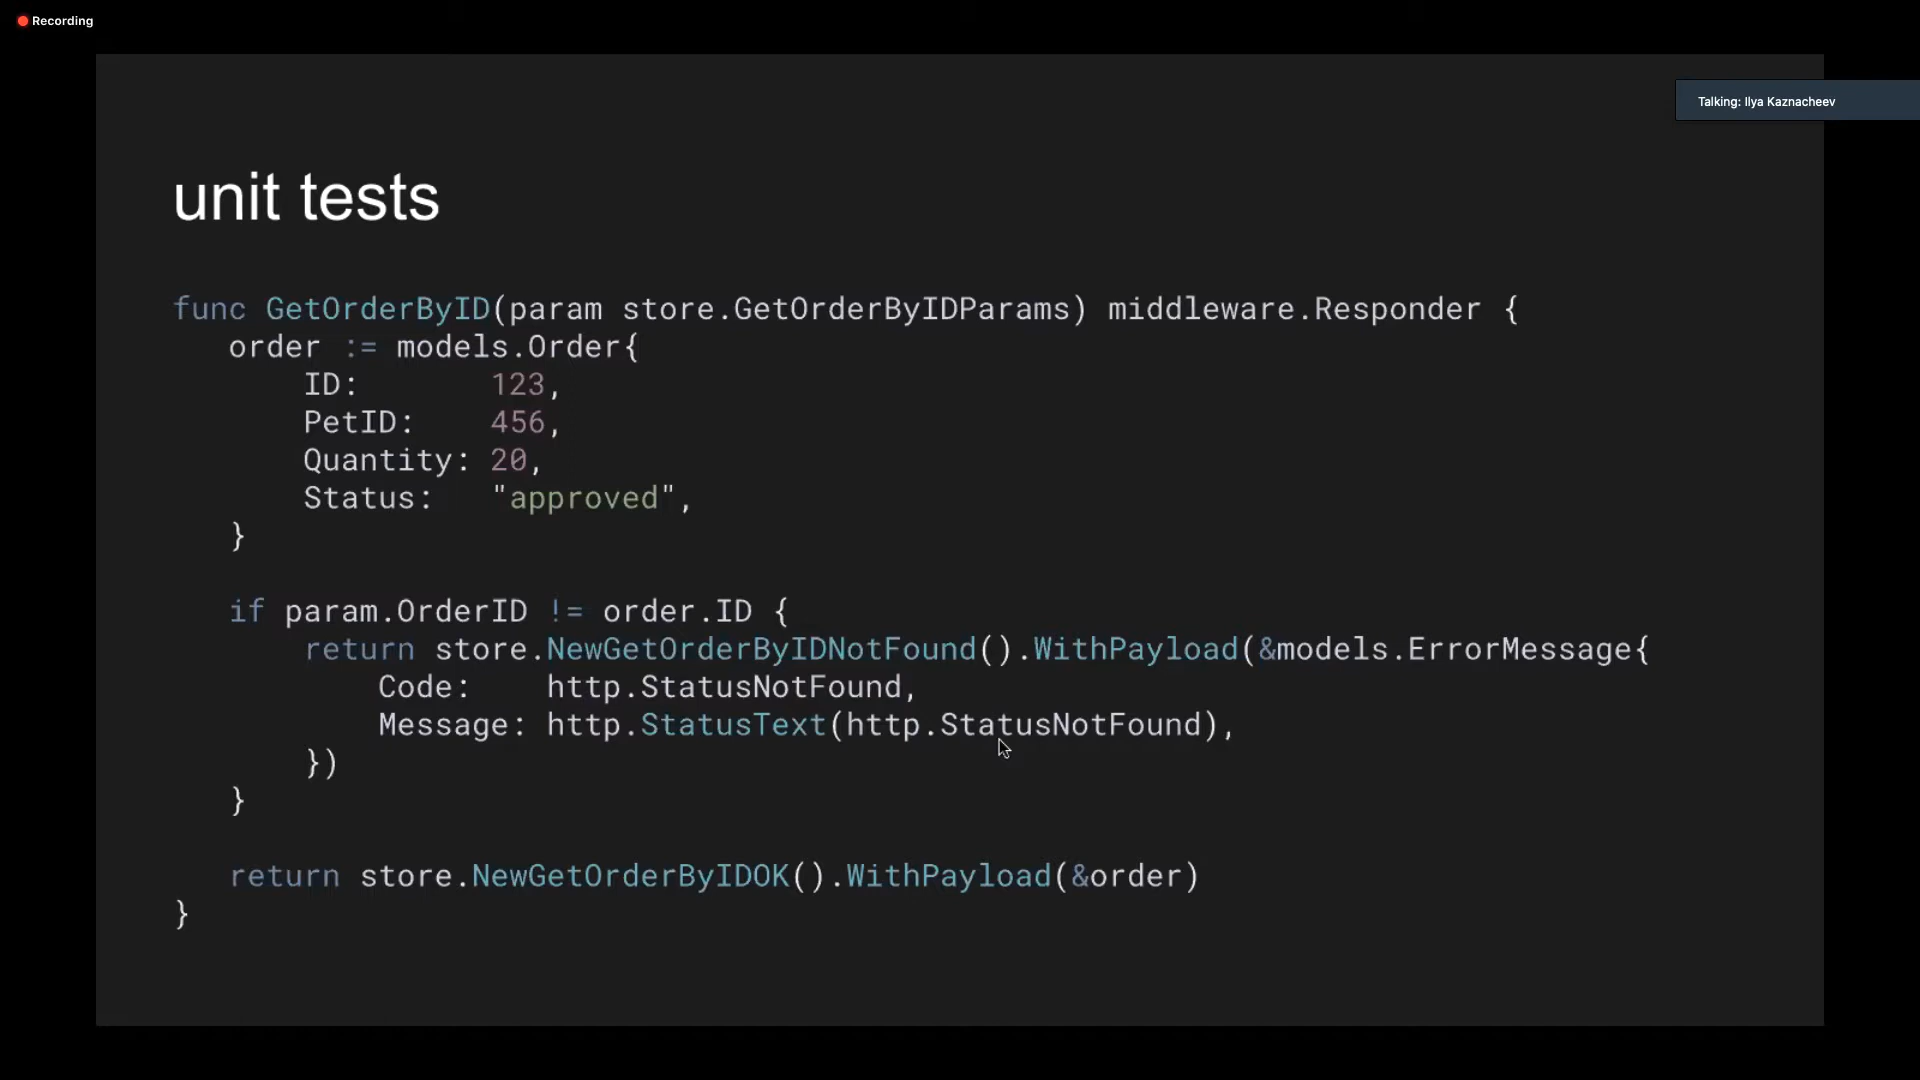 Recording
Talking: Ilya Kaznacheev
unit tests
func GetOrderByID(param store.GetOrderByIDParams) middleware.Responder {
order := models.Order{
ID: 123,
PetID: 456,
Quantity: 20,
Status: "approved",
}
if param.OrderID != order.ID {
return store.NewGetOrderByIDNotFound().WithPayload(&models.ErrorMessage{
Code: http.StatusNotFound,
Message: http.StatusText(http.StatusNotFound),
})
}
return store.NewGetOrderByIDOK().WithPayload(&order)
}